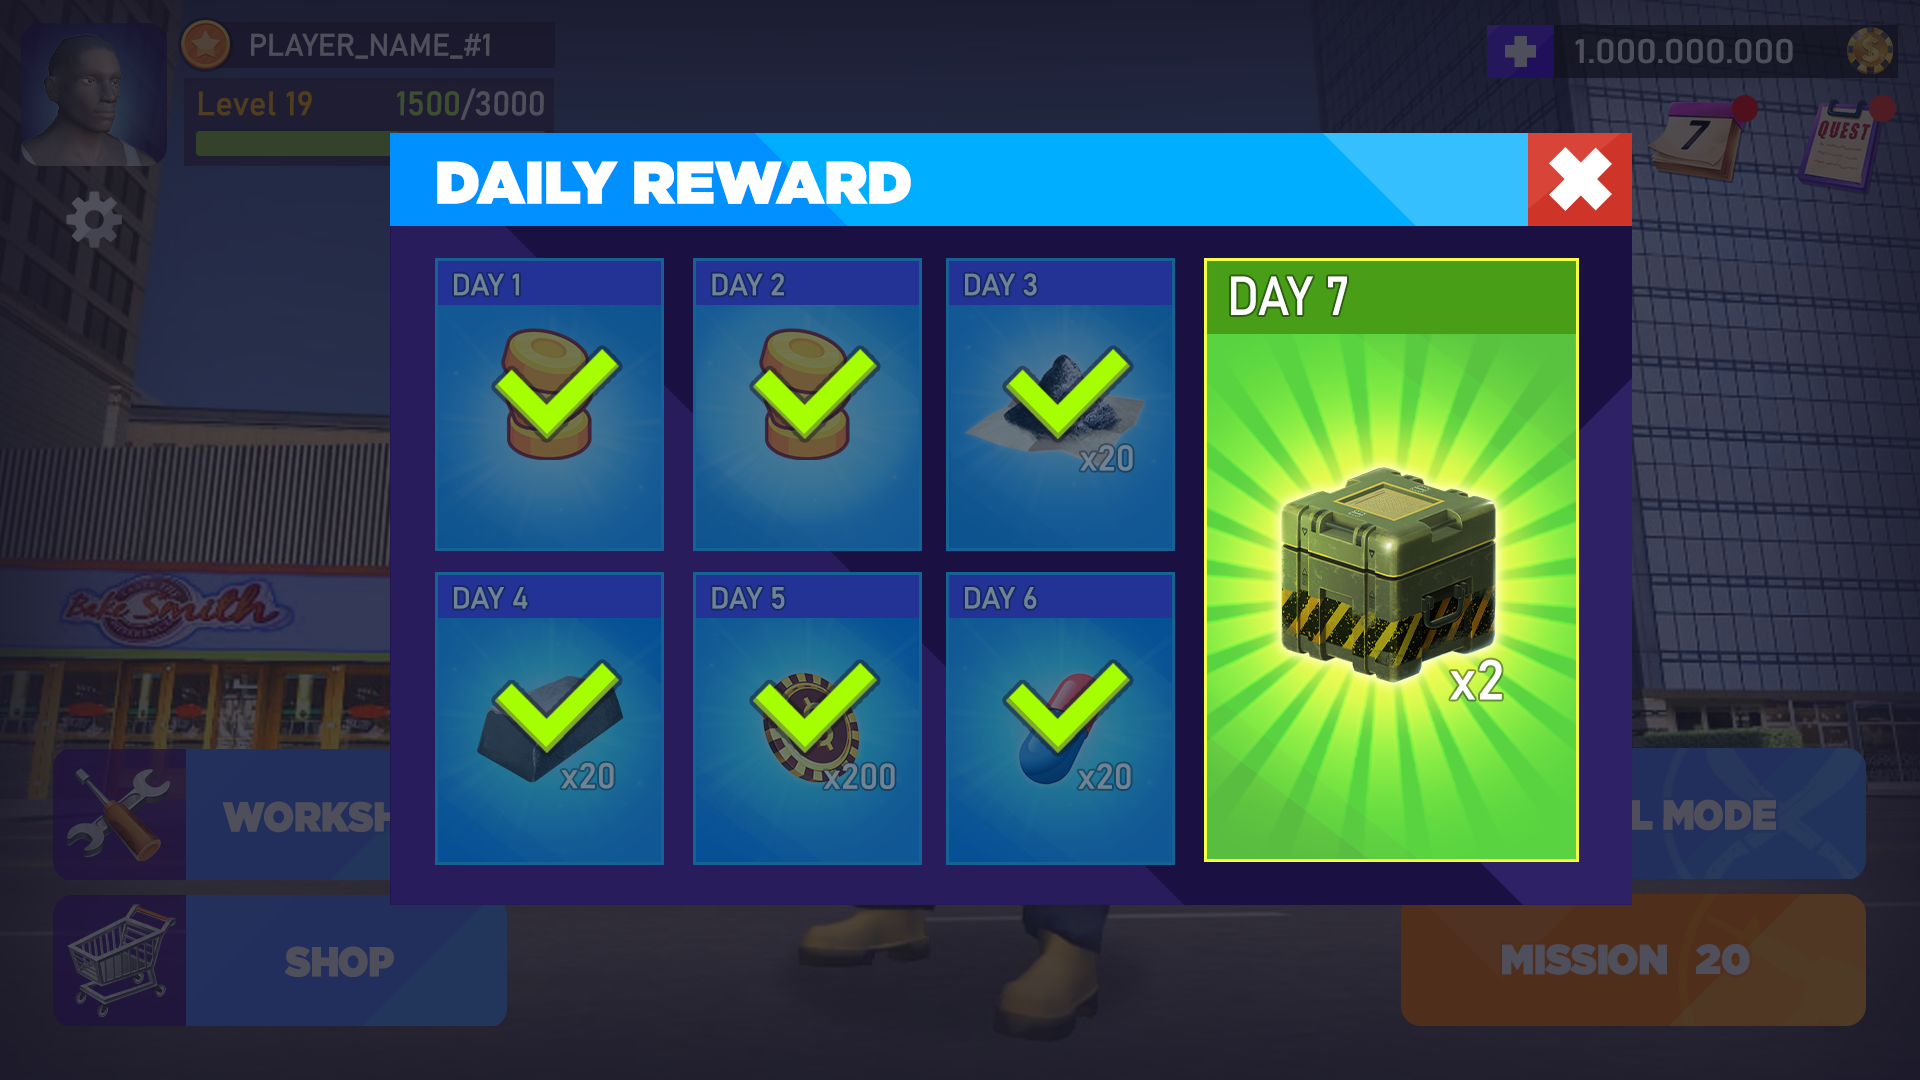 PLAYER_NAME_#1
Level 19 1500/3000
1.000.000.000
7
QUEST
DAILY REWARD
DAY 1
DAY 2
DAY 3
x20
DAY 7
x2
DAY 4
x20
DAY 5
x200
DAY 6
x20
Bake Smith
WORKSH
L MODE
SHOP
MISSION 20